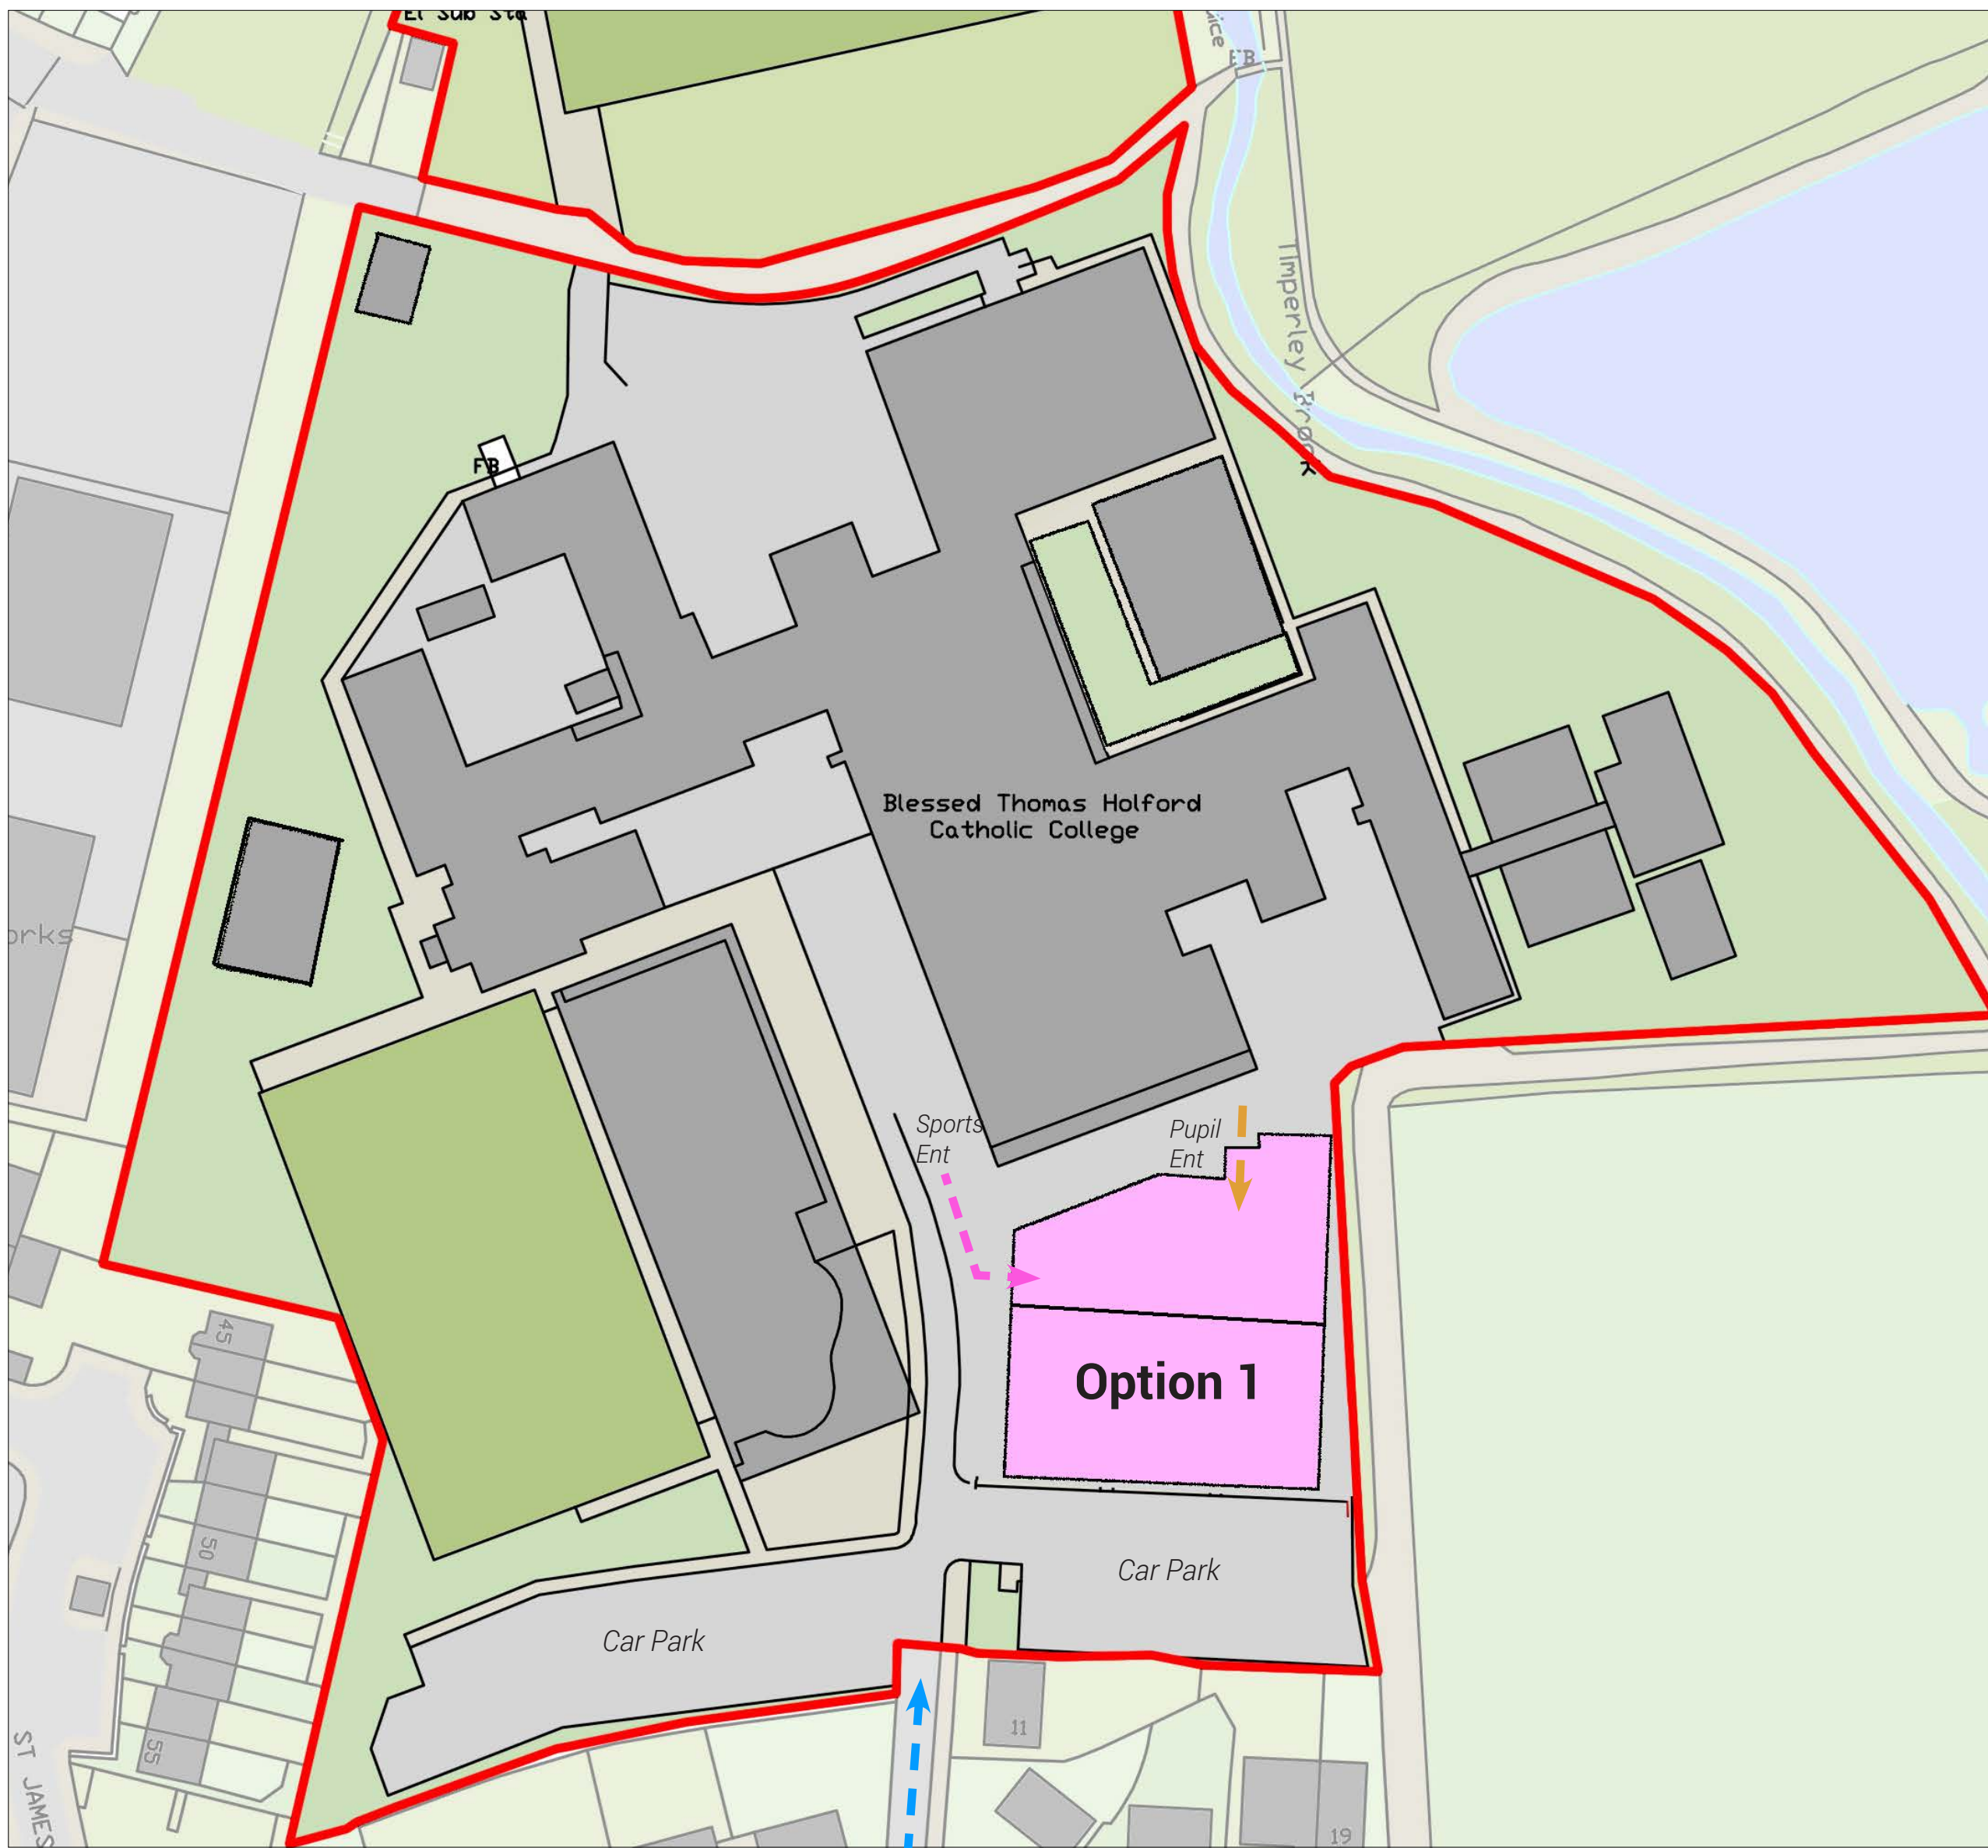 El Sub Sta
FB
Timperley Brook
FB
Blessed Thomas Holford
Catholic College
orks
Sports
Ent
Pupil
Ent
45
Option 1
50
Car Park
Car Park
55
11
ST JAMES
19